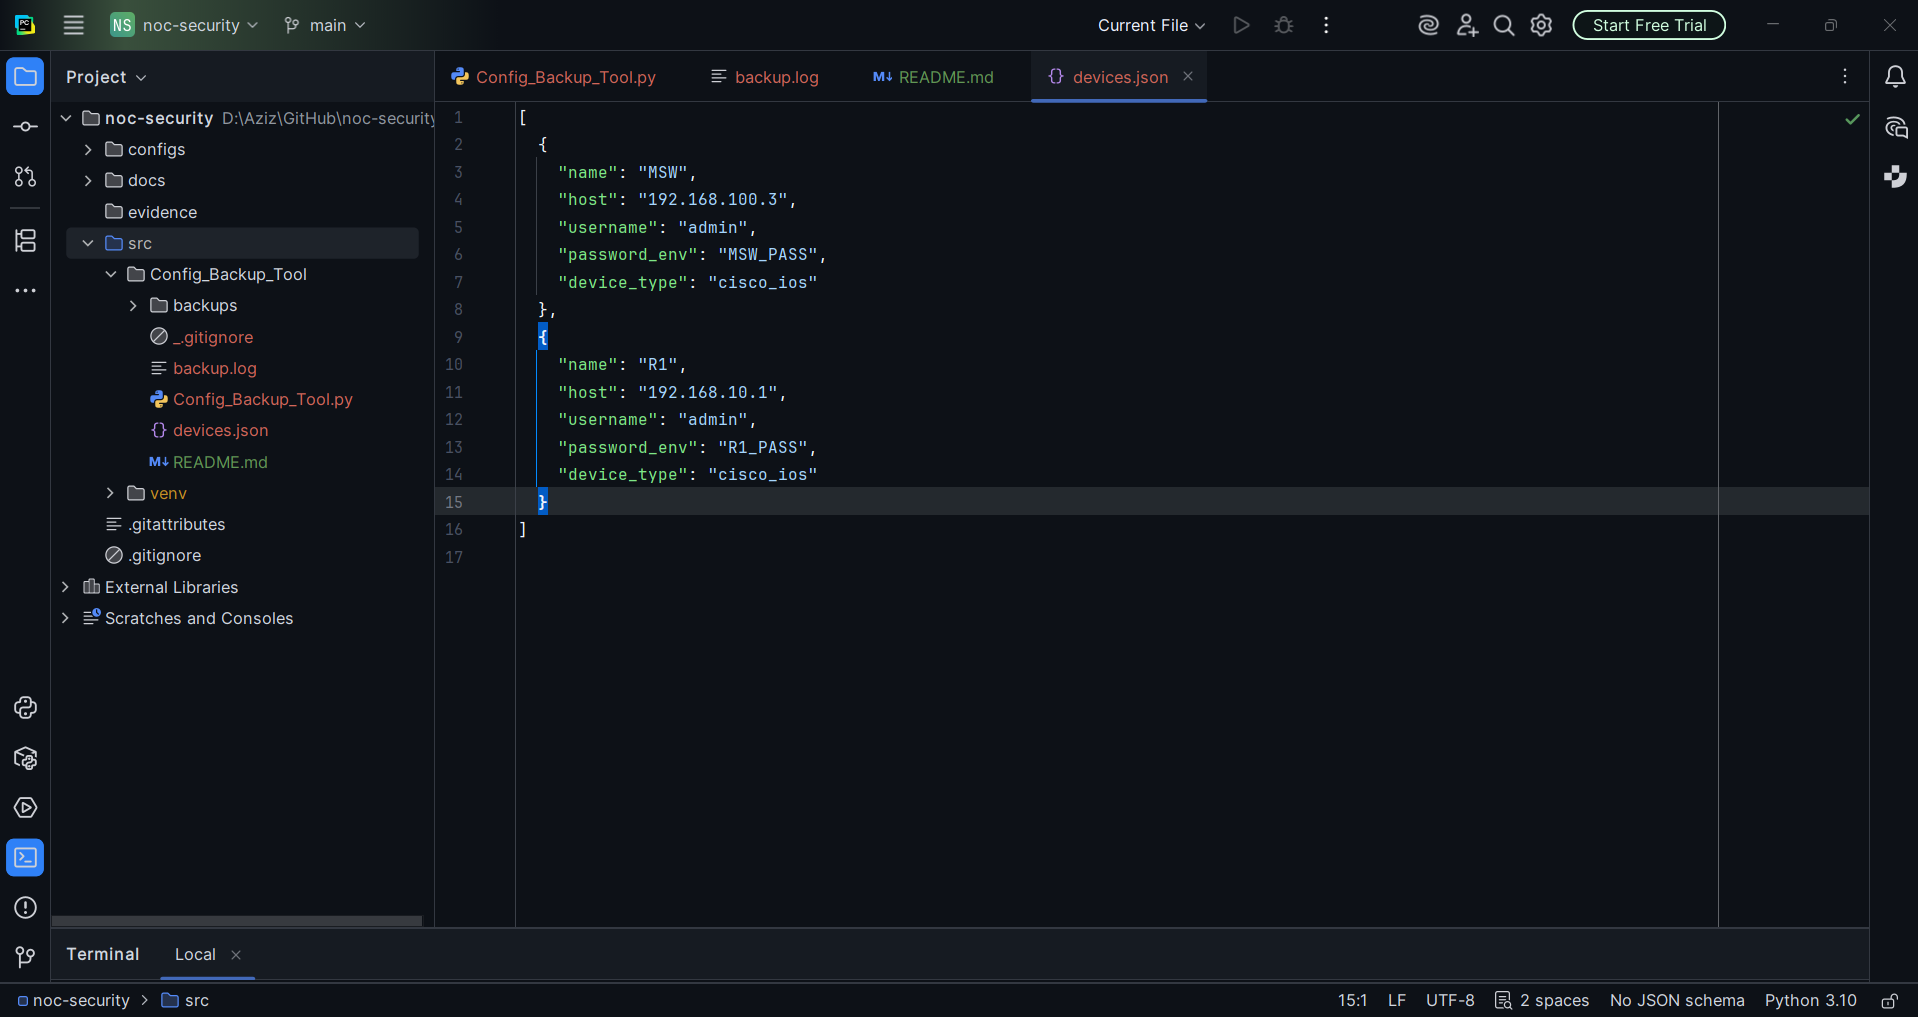 PC
NS noc-security main Current File Start Free Trial
Project
Config_Backup_Tool.py backup.log M↓ README.md {} devices.json
noc-security D:\Aziz\GitHub\noc-security
configs
docs
evidence
src
Config_Backup_Tool
backups
_.gitignore
backup.log
Config_Backup_Tool.py
{} devices.json
M↓ README.md
venv
.gitattributes
.gitignore
External Libraries
Scratches and Consoles
1 [
2 {
3 "name": "MSW",
4 "host": "192.168.100.3",
5 "username": "admin",
6 "password_env": "MSW_PASS",
7 "device_type": "cisco_ios"
8 },
9 {
10 "name": "R1",
11 "host": "192.168.10.1",
12 "username": "admin",
13 "password_env": "R1_PASS",
14 "device_type": "cisco_ios"
15 }
16 ]
17
Terminal Local
noc-security > src 15:1 LF UTF-8 2 spaces No JSON schema Python 3.10